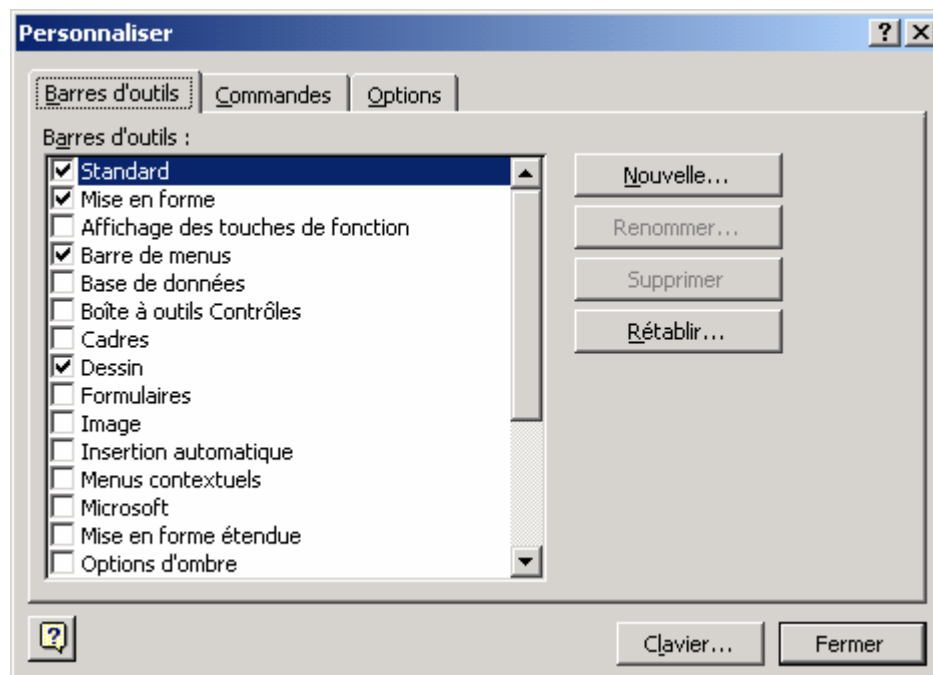 Personnaliser
Barres d'outils Commandes Options
Barres d'outils :
Standard
Mise en forme
Affichage des touches de fonction
Barre de menus
Base de données
Boîte à outils Contrôles
Cadres
Dessin
Formulaires
Image
Insertion automatique
Menus contextuels
Microsoft
Mise en forme étendue
Options d'ombre
Nouvelle...
Renommer...
Supprimer
Rétablir...
Clavier...
Fermer